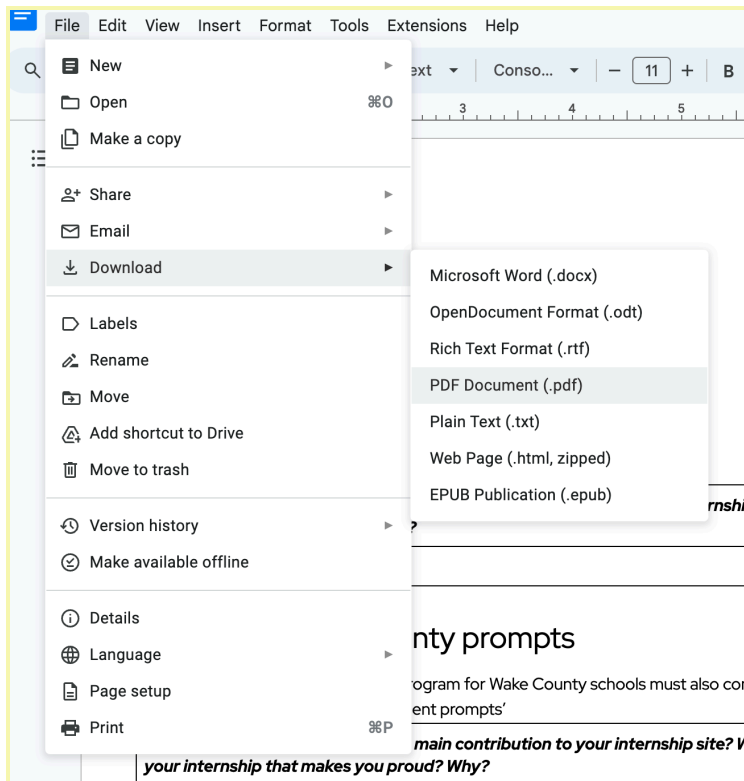 File Edit View Insert Format Tools Extensions Help
ext Conso... − 11 + B
New
Open ⌘O
Make a copy
3 4 5
Share
Email
Download
Microsoft Word (.docx)
OpenDocument Format (.odt)
Rich Text Format (.rtf)
PDF Document (.pdf)
Plain Text (.txt)
Web Page (.html, zipped)
EPUB Publication (.epub)
Labels
Rename
Move
Add shortcut to Drive
Move to trash
Version history
Make available offline
Details
Language
Page setup
Print ⌘P
rnshi
?
nty prompts
ogram for Wake County schools must also co
ent prompts’
main contribution to your internship site? W
your internship that makes you proud? Why?